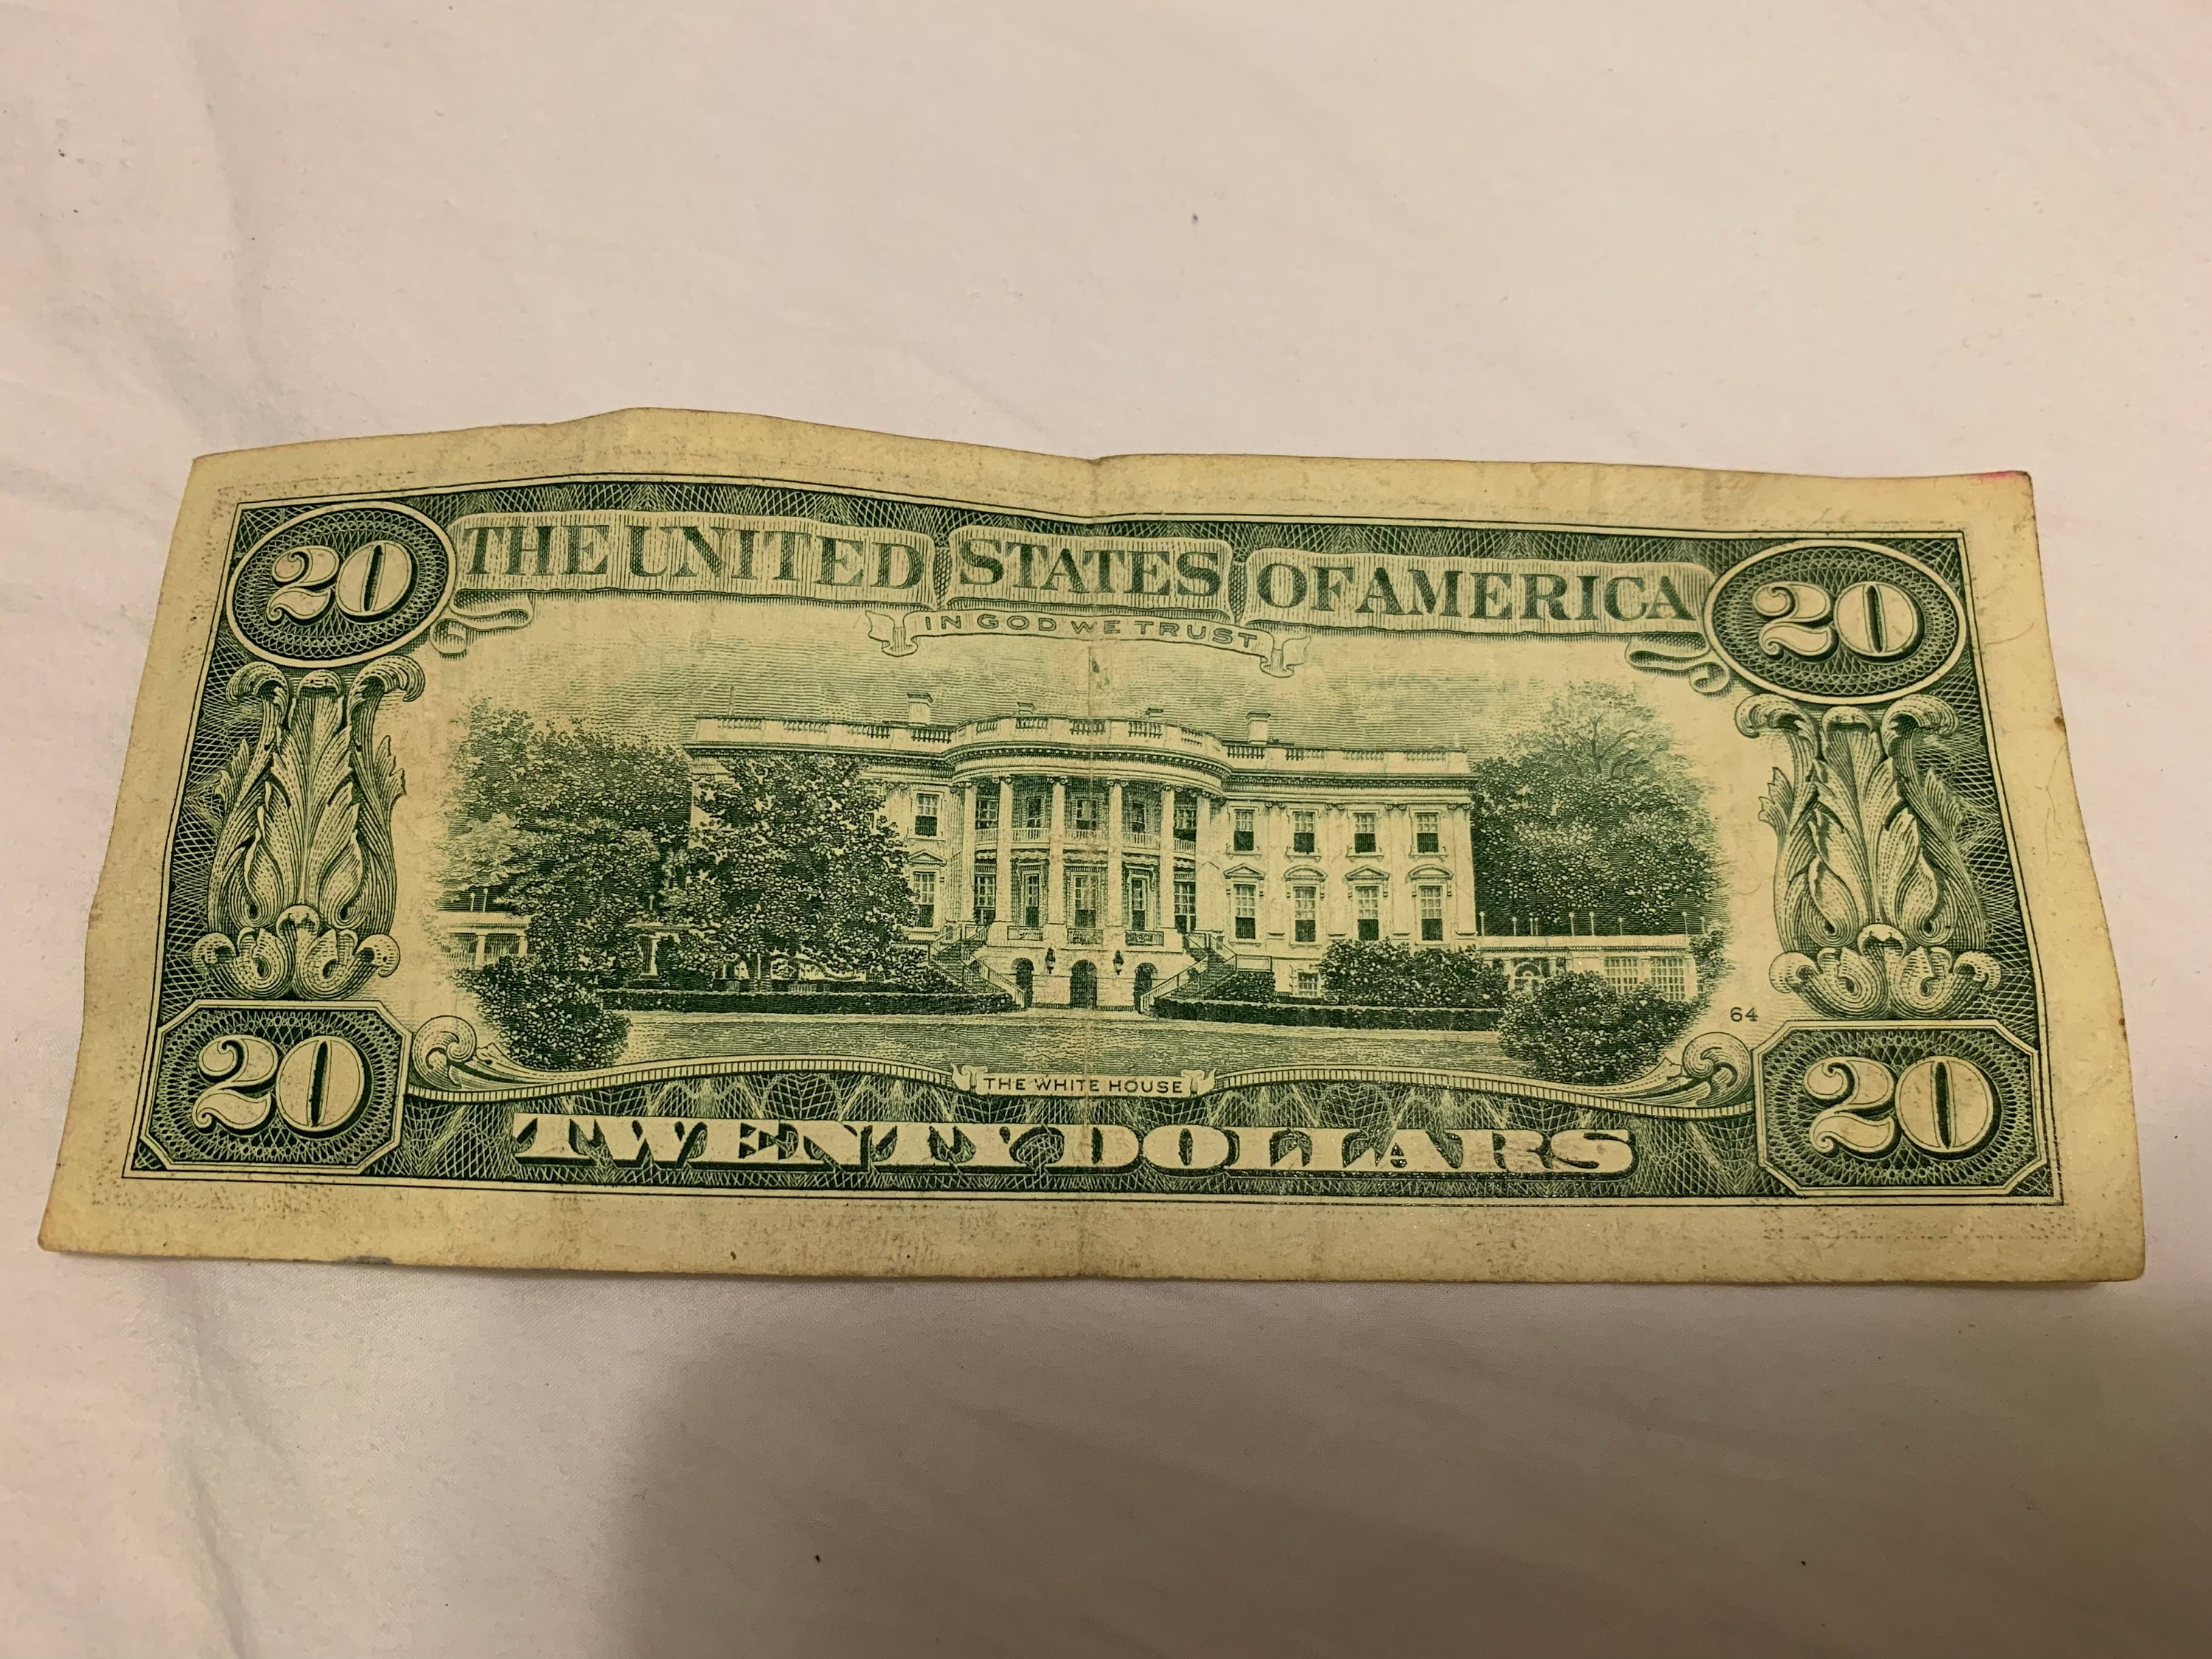 20 THE UNITED STATES OF AMERICA 20
IN GOD WE TRUST
64
THE WHITE HOUSE
20 TWENTY DOLLARS 20